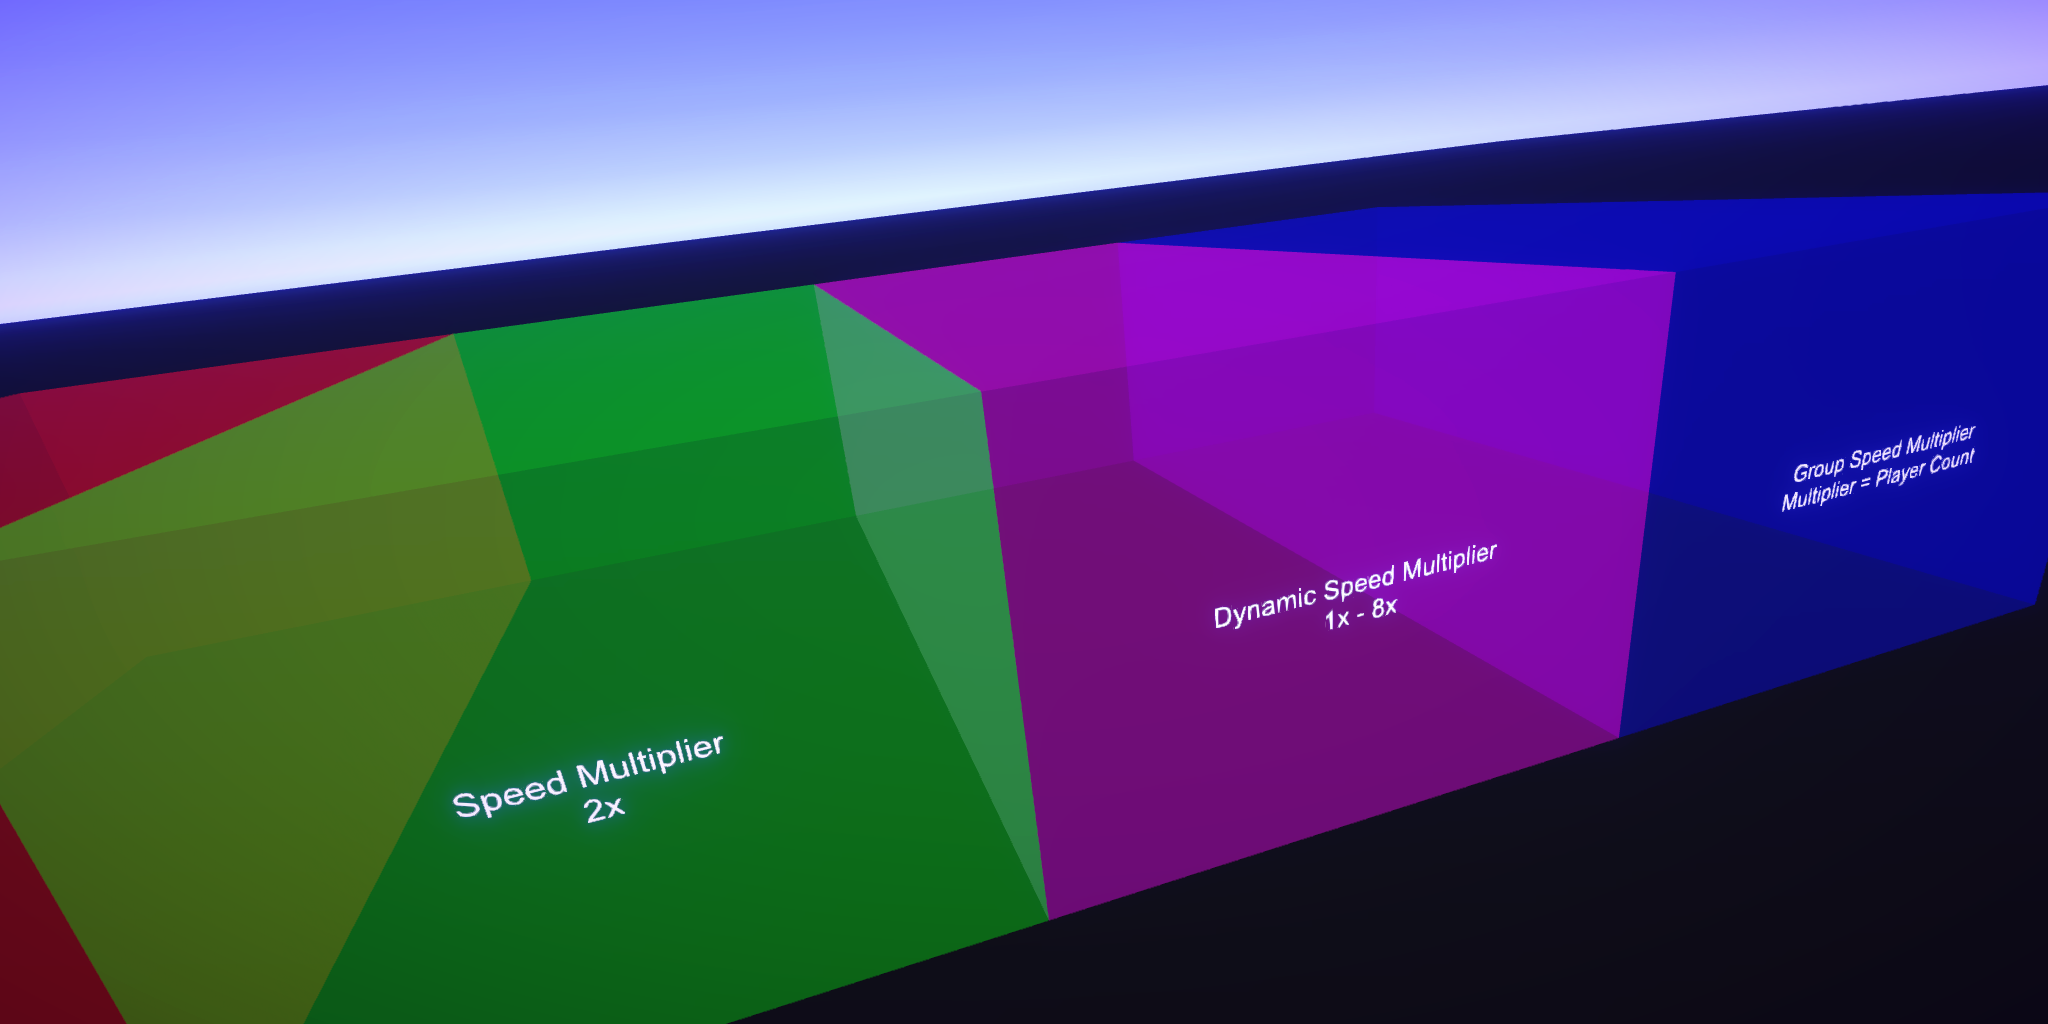 Speed Multiplier
2x
Dynamic Speed Multiplier
1x - 8x
Group Speed Multiplier
Multiplier = Player Count